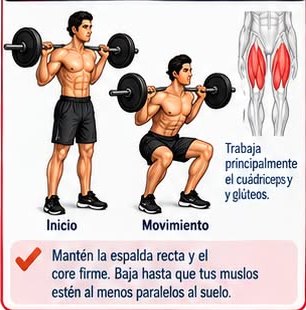 Inicio
Movimiento
Trabaja
principalmente
el cuádricepsy
y glúteos.
Mantén la espalda recta y el
core firme. Baja hasta que tus muslos
estén al menos paralelos al suelo.